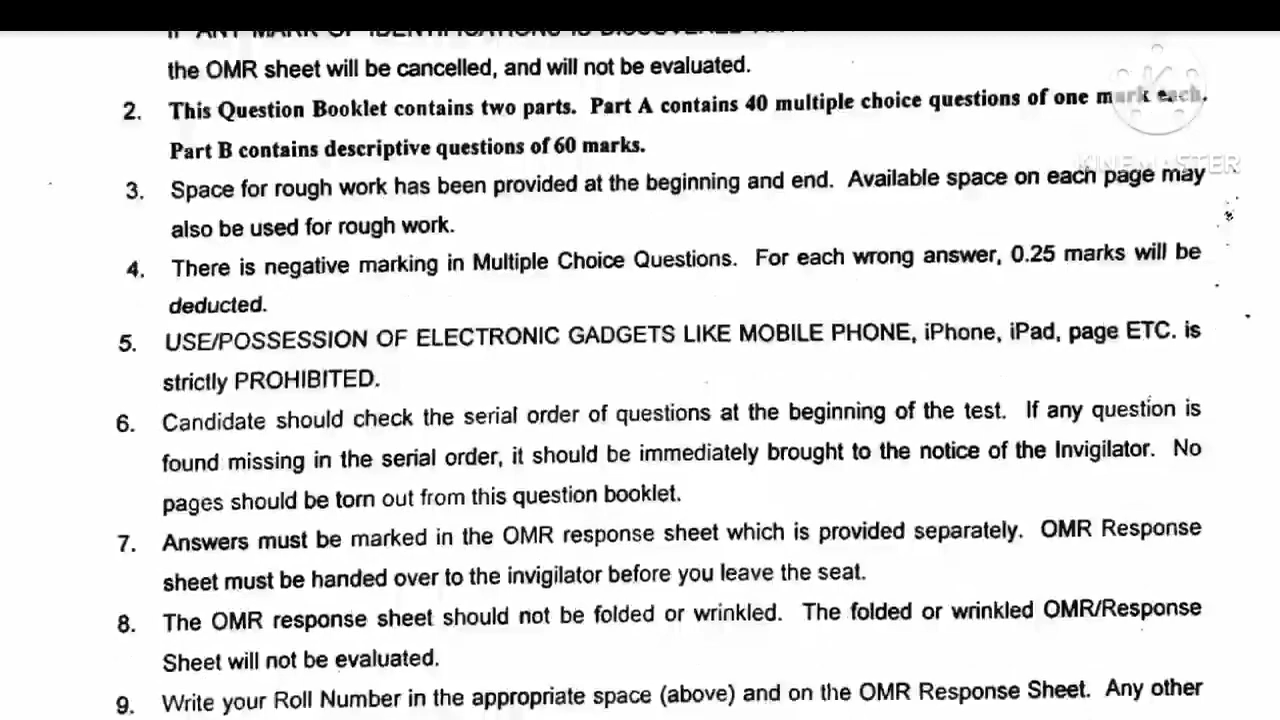 IF ANY MARK OF IDENTIFICATIONS IS DISCOVERED
the OMR sheet will be cancelled, and will not be evaluated.
2. This Question Booklet contains two parts. Part A contains 40 multiple choice questions of one mark each.
Part B contains descriptive questions of 60 marks.
KINEMASTER
3. Space for rough work has been provided at the beginning and end. Available space on each page may
also be used for rough work.
4. There is negative marking in Multiple Choice Questions. For each wrong answer, 0.25 marks will be
deducted.
5. USE/POSSESSION OF ELECTRONIC GADGETS LIKE MOBILE PHONE, iPhone, iPad, page ETC. is
strictly PROHIBITED.
6. Candidate should check the serial order of questions at the beginning of the test. If any question is
found missing in the serial order, it should be immediately brought to the notice of the Invigilator. No
pages should be torn out from this question booklet.
7. Answers must be marked in the OMR response sheet which is provided separately. OMR Response
sheet must be handed over to the invigilator before you leave the seat.
8. The OMR response sheet should not be folded or wrinkled. The folded or wrinkled OMR/Response
Sheet will not be evaluated.
9. Write your Roll Number in the appropriate space (above) and on the OMR Response Sheet. Any other